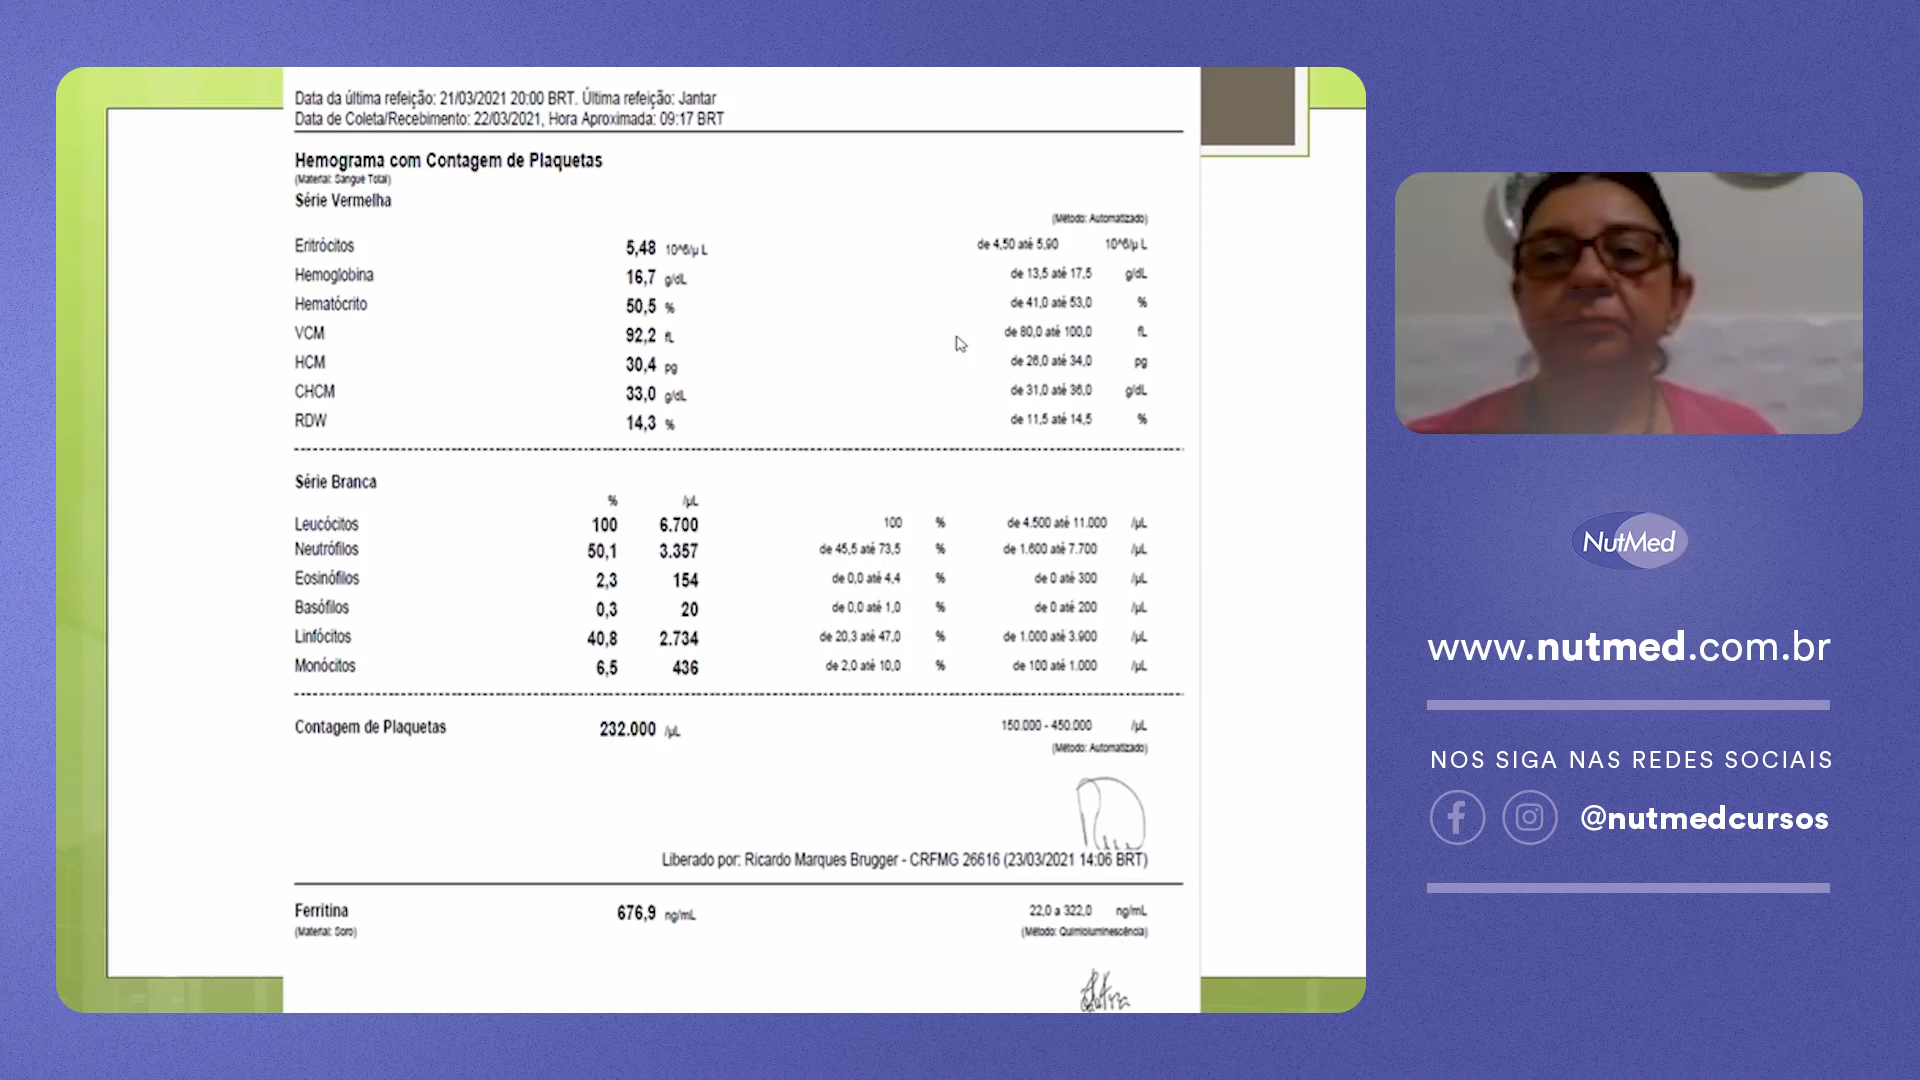 Data da última refeição: 21/03/2021 20:00 BRT. Última refeição: Jantar
Data de Coleta/Recebimento: 22/03/2021, Hora Aproximada: 09:17 BRT
Hemograma com Contagem de Plaquetas
(Material: Sangue Total)
Série Vermelha
(Método: Automatizado)
Eritrócitos 5,48 10^6/µL de 4,50 até 5,90 10^6/µL
Hemoglobina 16,7 g/dL de 13,5 até 17,5 g/dL
Hematócrito 50,5 % de 41,0 até 53,0 %
VCM 92,2 fL de 80,0 até 100,0 fL
HCM 30,4 pg de 26,0 até 34,0 pg
CHCM 33,0 g/dL de 31,0 até 36,0 g/dL
RDW 14,3 % de 11,5 até 14,5 %
Série Branca
% /µL
Leucócitos 100 6.700 100 % de 4.500 até 11.000 /µL
Neutrófilos 50,1 3.357 de 45,5 até 73,5 % de 1.600 até 7.700 /µL
Eosinófilos 2,3 154 de 0,0 até 4,4 % de 0 até 300 /µL
Basófilos 0,3 20 de 0,0 até 1,0 % de 0 até 200 /µL
Linfócitos 40,8 2.734 de 20,3 até 47,0 % de 1.000 até 3.900 /µL
Monócitos 6,5 436 de 2,0 até 10,0 % de 100 até 1.000 /µL
Contagem de Plaquetas 232.000 /µL 150.000 - 450.000 /µL
(Método: Automatizado)
Liberado por: Ricardo Marques Brugger - CRFMG 26616 (23/03/2021 14:06 BRT)
Ferritina 676,9 ng/mL 22,0 a 322,0 ng/mL
(Material: Soro) (Método: Quimioluminescência)
NutMed
www.nutmed.com.br
NOS SIGA NAS REDES SOCIAIS
@nutmedcursos